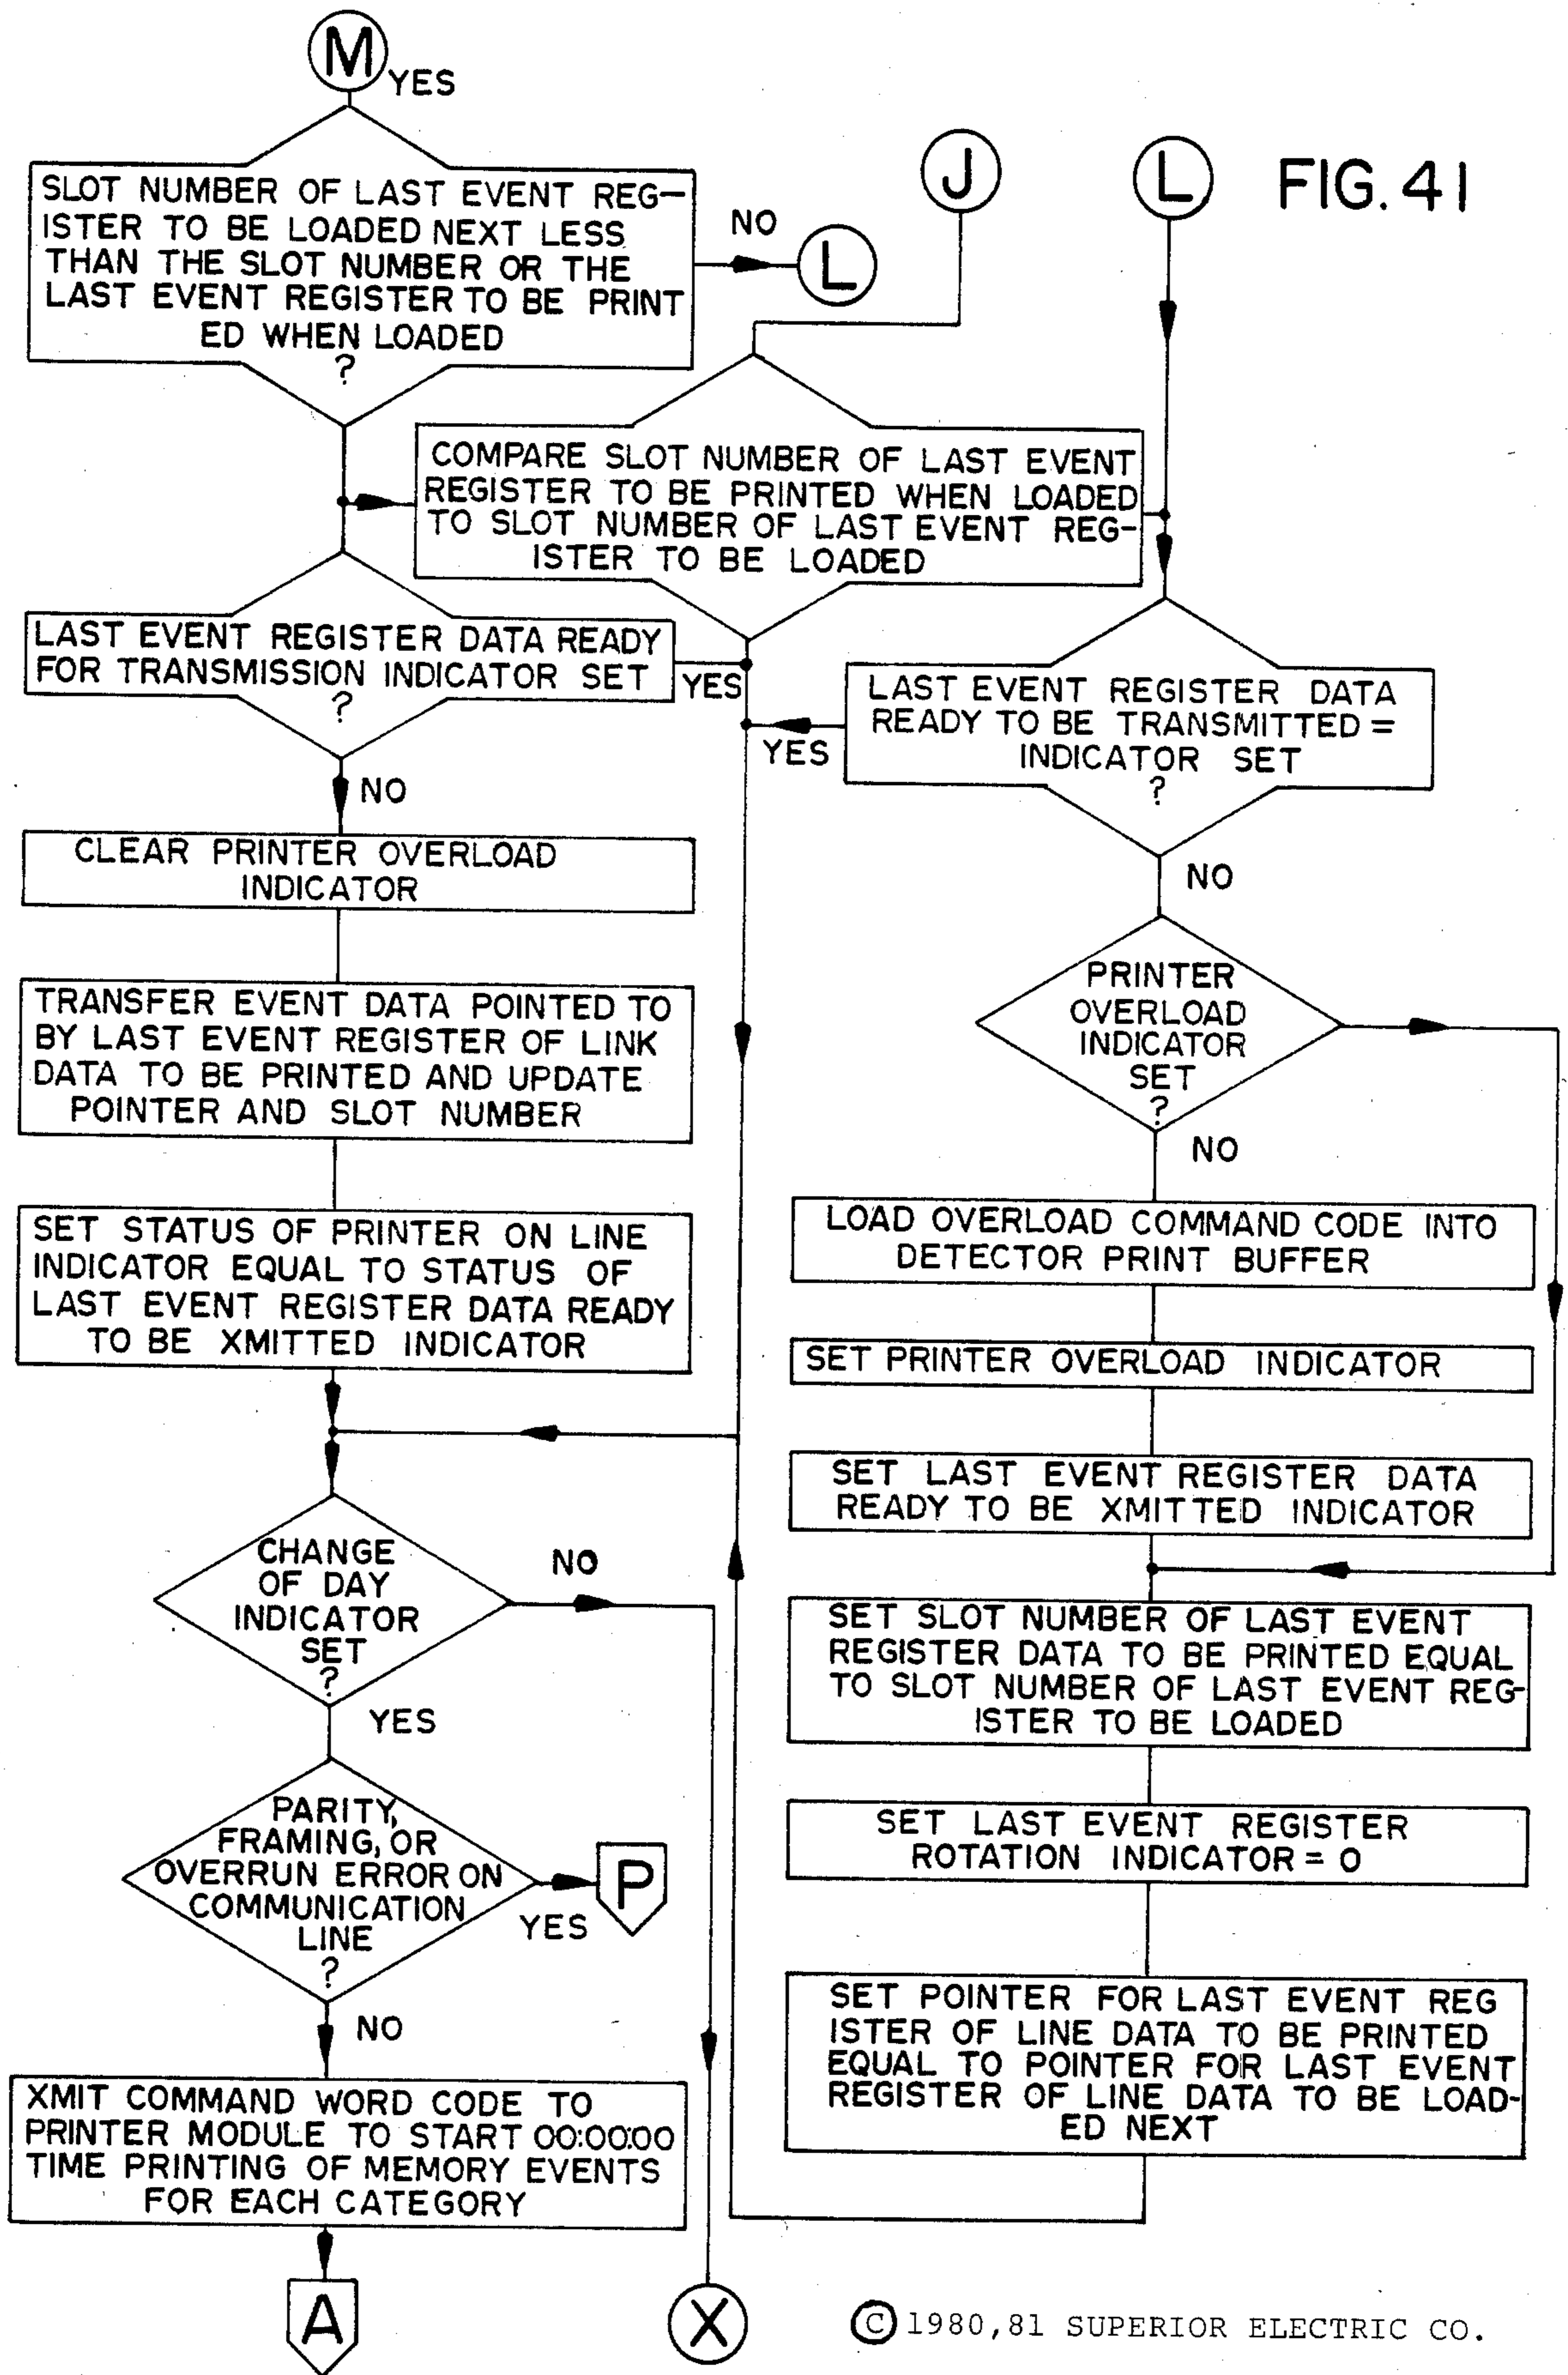 M
YES
SLOT NUMBER OF LAST EVENT REG-
ISTER TO BE LOADED NEXT LESS
THAN THE SLOT NUMBER OR THE
LAST EVENT REGISTER TO BE PRINT
ED WHEN LOADED
?
NO
L
J
L
FIG. 41
COMPARE SLOT NUMBER OF LAST EVENT
REGISTER TO BE PRINTED WHEN LOADED
TO SLOT NUMBER OF LAST EVENT REG-
ISTER TO BE LOADED
LAST EVENT REGISTER DATA READY
FOR TRANSMISSION INDICATOR SET
?
YES
NO
LAST EVENT REGISTER DATA
READY TO BE TRANSMITTED =
INDICATOR SET
?
YES
NO
CLEAR PRINTER OVERLOAD
INDICATOR
TRANSFER EVENT DATA POINTED TO
BY LAST EVENT REGISTER OF LINK
DATA TO BE PRINTED AND UPDATE
POINTER AND SLOT NUMBER
SET STATUS OF PRINTER ON LINE
INDICATOR EQUAL TO STATUS OF
LAST EVENT REGISTER DATA READY
TO BE XMITTED INDICATOR
PRINTER
OVERLOAD
INDICATOR
SET
?
NO
LOAD OVERLOAD COMMAND CODE INTO
DETECTOR PRINT BUFFER
SET PRINTER OVERLOAD INDICATOR
SET LAST EVENT REGISTER DATA
READY TO BE XMITTED INDICATOR
CHANGE
OF DAY
INDICATOR
SET
?
NO
YES
SET SLOT NUMBER OF LAST EVENT
REGISTER DATA TO BE PRINTED EQUAL
TO SLOT NUMBER OF LAST EVENT REG-
ISTER TO BE LOADED
PARITY,
FRAMING, OR
OVERRUN ERROR ON
COMMUNICATION
LINE
?
YES
P
NO
SET LAST EVENT REGISTER
ROTATION INDICATOR = 0
SET POINTER FOR LAST EVENT REG
ISTER OF LINE DATA TO BE PRINTED
EQUAL TO POINTER FOR LAST EVENT
REGISTER OF LINE DATA TO BE LOAD-
ED NEXT
XMIT COMMAND WORD CODE TO
PRINTER MODULE TO START 00:00:00
TIME PRINTING OF MEMORY EVENTS
FOR EACH CATEGORY
A
X
© 1980,81 SUPERIOR ELECTRIC CO.